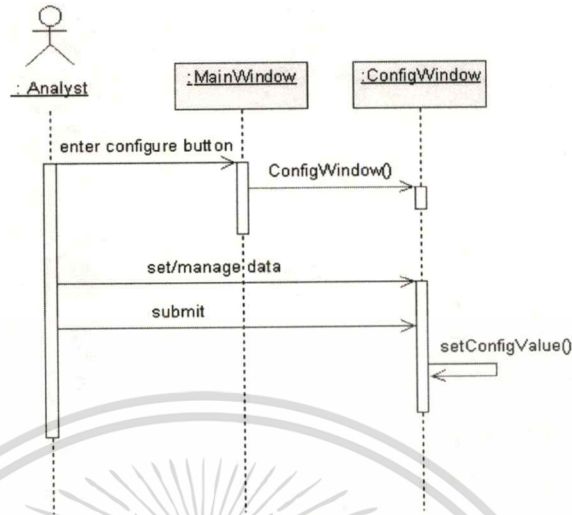 : Analyst
:MainWindow
:ConfigWindow
enter configure button
ConfigWindow()
set/manage data
submit
setConfigValue()